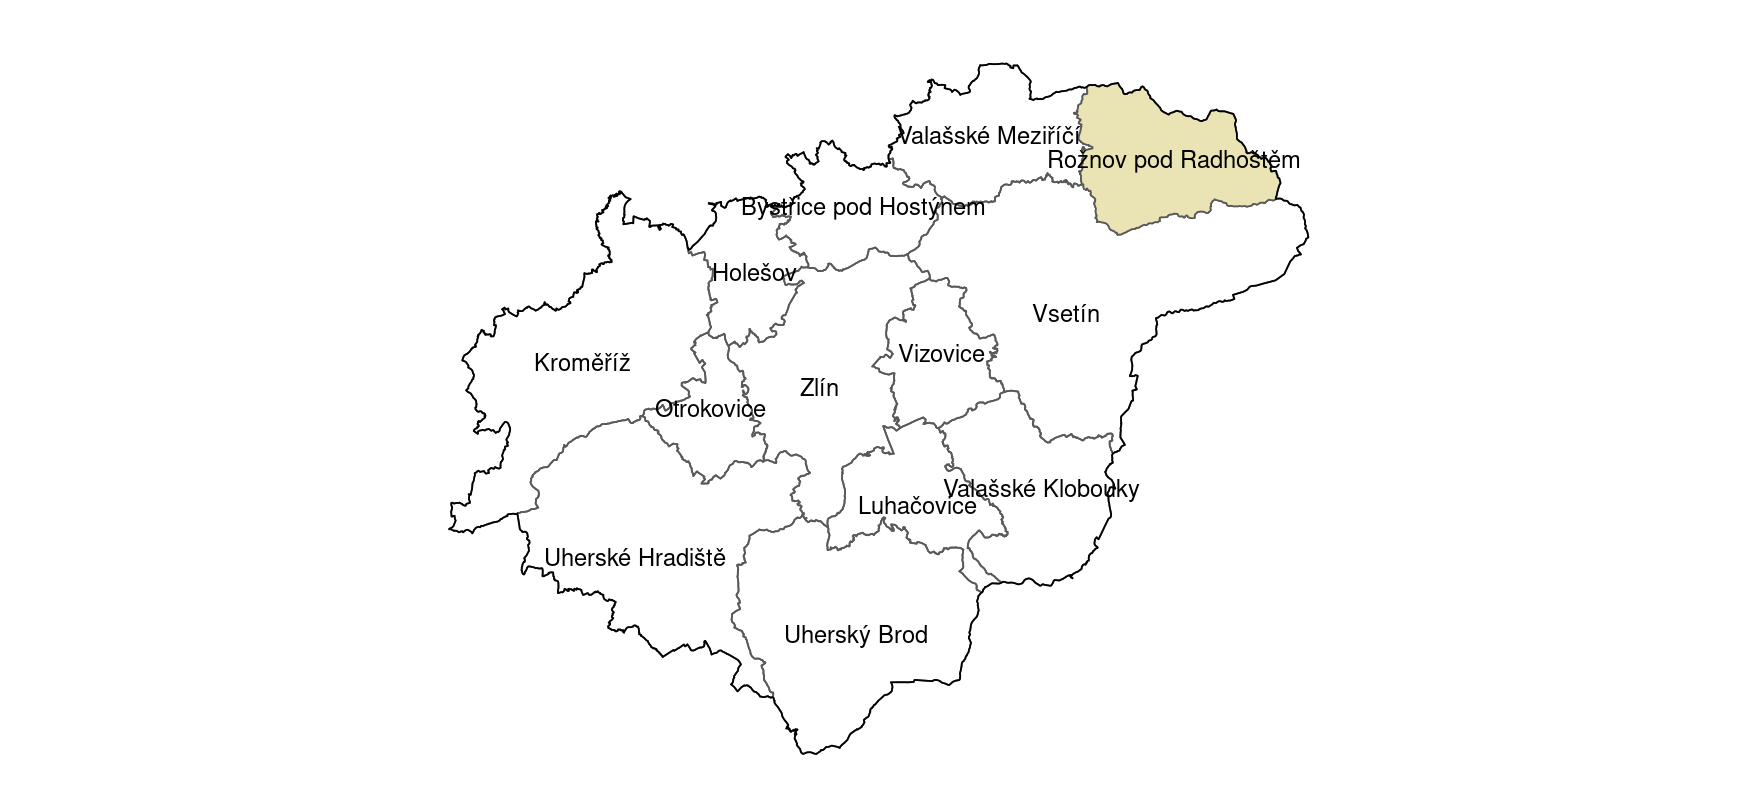 Valašské Meziříčí
Rožnov pod Radhoštěm
Bystřice pod Hostýnem
Holešov
Vsetín
Vizovice
Kroměříž
Zlín
Otrokovice
Valašské Klobouky
Luhačovice
Uherské Hradiště
Uherský Brod